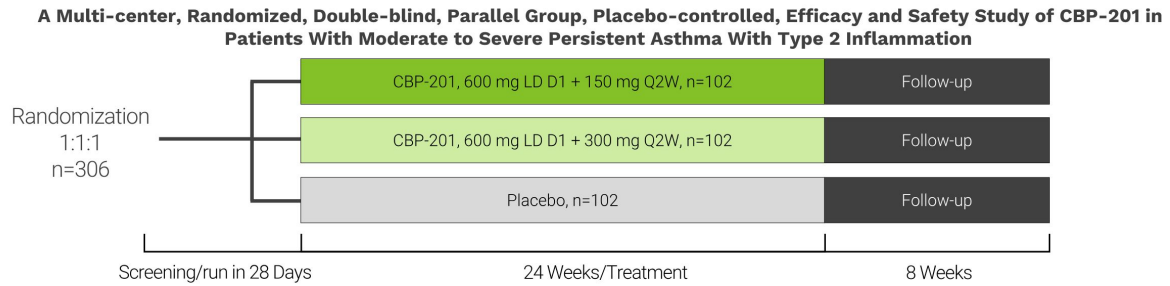 A Multi-center, Randomized, Double-blind, Parallel Group, Placebo-controlled, Efficacy and Safety Study of CBP-201 in
Patients With Moderate to Severe Persistent Asthma With Type 2 Inflammation
Randomization
1:1:1
n=306
CBP-201, 600 mg LD D1 + 150 mg Q2W, n=102
Follow-up
CBP-201, 600 mg LD D1 + 300 mg Q2W, n=102
Follow-up
Placebo, n=102
Follow-up
Screening/run in 28 Days
24 Weeks/Treatment
8 Weeks